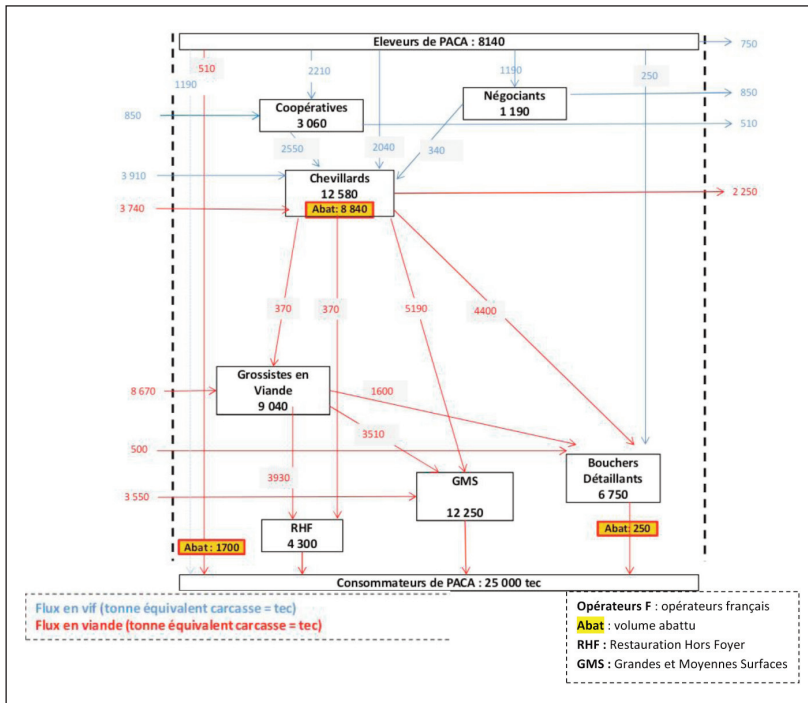 Eleveurs de PACA : 8140
750
510
2210
1190
1190
250
Coopératives
3 060
Négociants
1 190
850
850
510
2550
2040
340
3 910
Chevillards
12 580
Abat: 8 840
3 740
2 250
370
370
5190
4400
Grossistes en
Viande
9 040
8 670
1600
3510
500
Bouchers
Détaillants
6 750
3930
GMS
12 250
3 550
RHF
4 300
Abat : 1700
Abat: 250
Consommateurs de PACA : 25 000 tec
Flux en vif (tonne équivalent carcasse = tec)
Flux en viande (tonne équivalent carcasse = tec)
Opérateurs F : opérateurs français
Abat : volume abattu
RHF : Restauration Hors Foyer
GMS : Grandes et Moyennes Surfaces